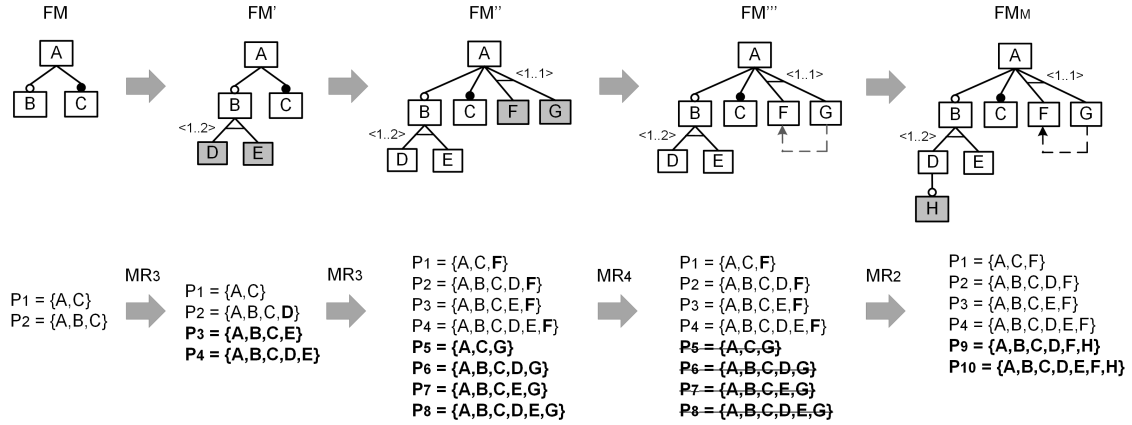 FM FM' FM'' FM''' FMM
A A A A A
<1..1> <1..1> <1..1>
B C B C B C F G B C F G B C F G
<1..2> <1..2> <1..2> <1..2>
D E D E D E D E
H
MR3 MR3 MR4 MR2
P1 = {A,C}
P2 = {A,B,C}
P1 = {A,C}
P2 = {A,B,C,D}
P3 = {A,B,C,E}
P4 = {A,B,C,D,E}
P1 = {A,C,F}
P2 = {A,B,C,D,F}
P3 = {A,B,C,E,F}
P4 = {A,B,C,D,E,F}
P5 = {A,C,G}
P6 = {A,B,C,D,G}
P7 = {A,B,C,E,G}
P8 = {A,B,C,D,E,G}
P1 = {A,C,F}
P2 = {A,B,C,D,F}
P3 = {A,B,C,E,F}
P4 = {A,B,C,D,E,F}
P5 = {A,C,G}
P6 = {A,B,C,D,G}
P7 = {A,B,C,E,G}
P8 = {A,B,C,D,E,G}
P1 = {A,C,F}
P2 = {A,B,C,D,F}
P3 = {A,B,C,E,F}
P4 = {A,B,C,D,E,F}
P9 = {A,B,C,D,F,H}
P10 = {A,B,C,D,E,F,H}